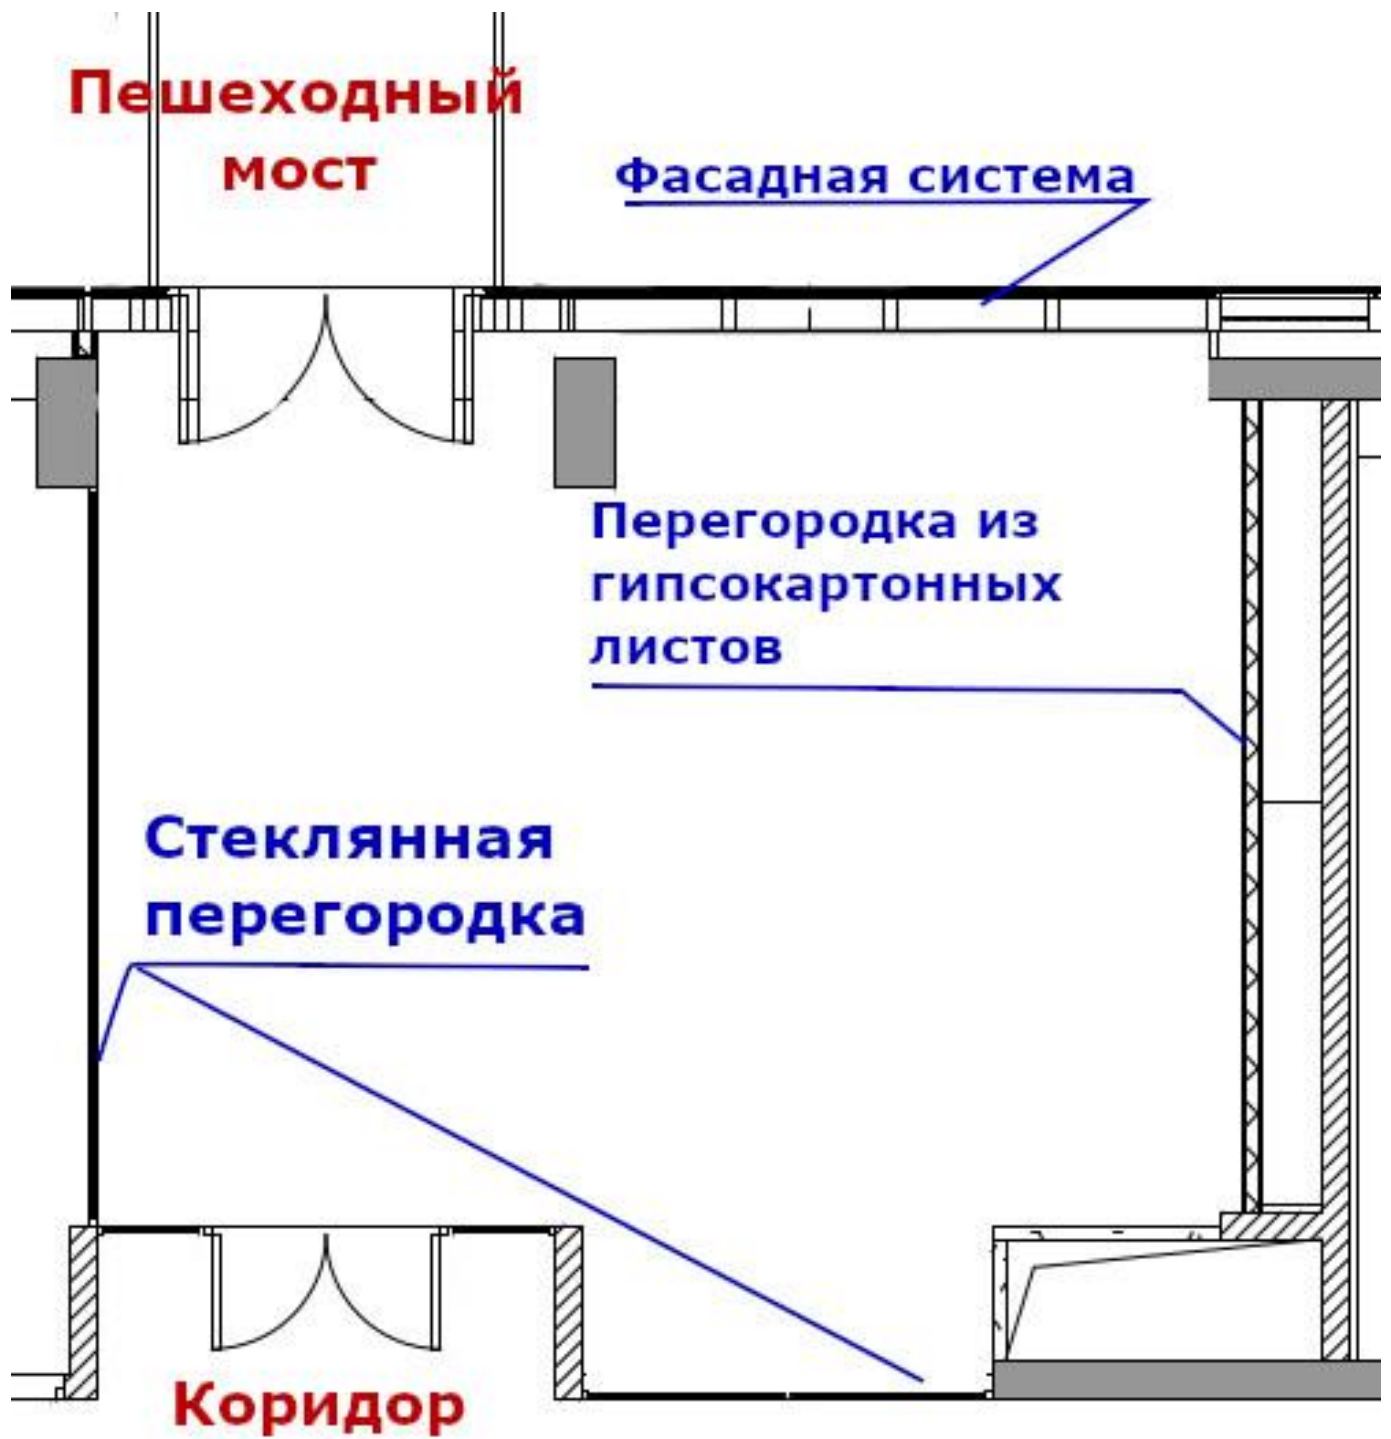 Пешеходный
мост
Фасадная система
Перегородка из
гипсокартонных
листов
Стеклянная
перегородка
Коридор